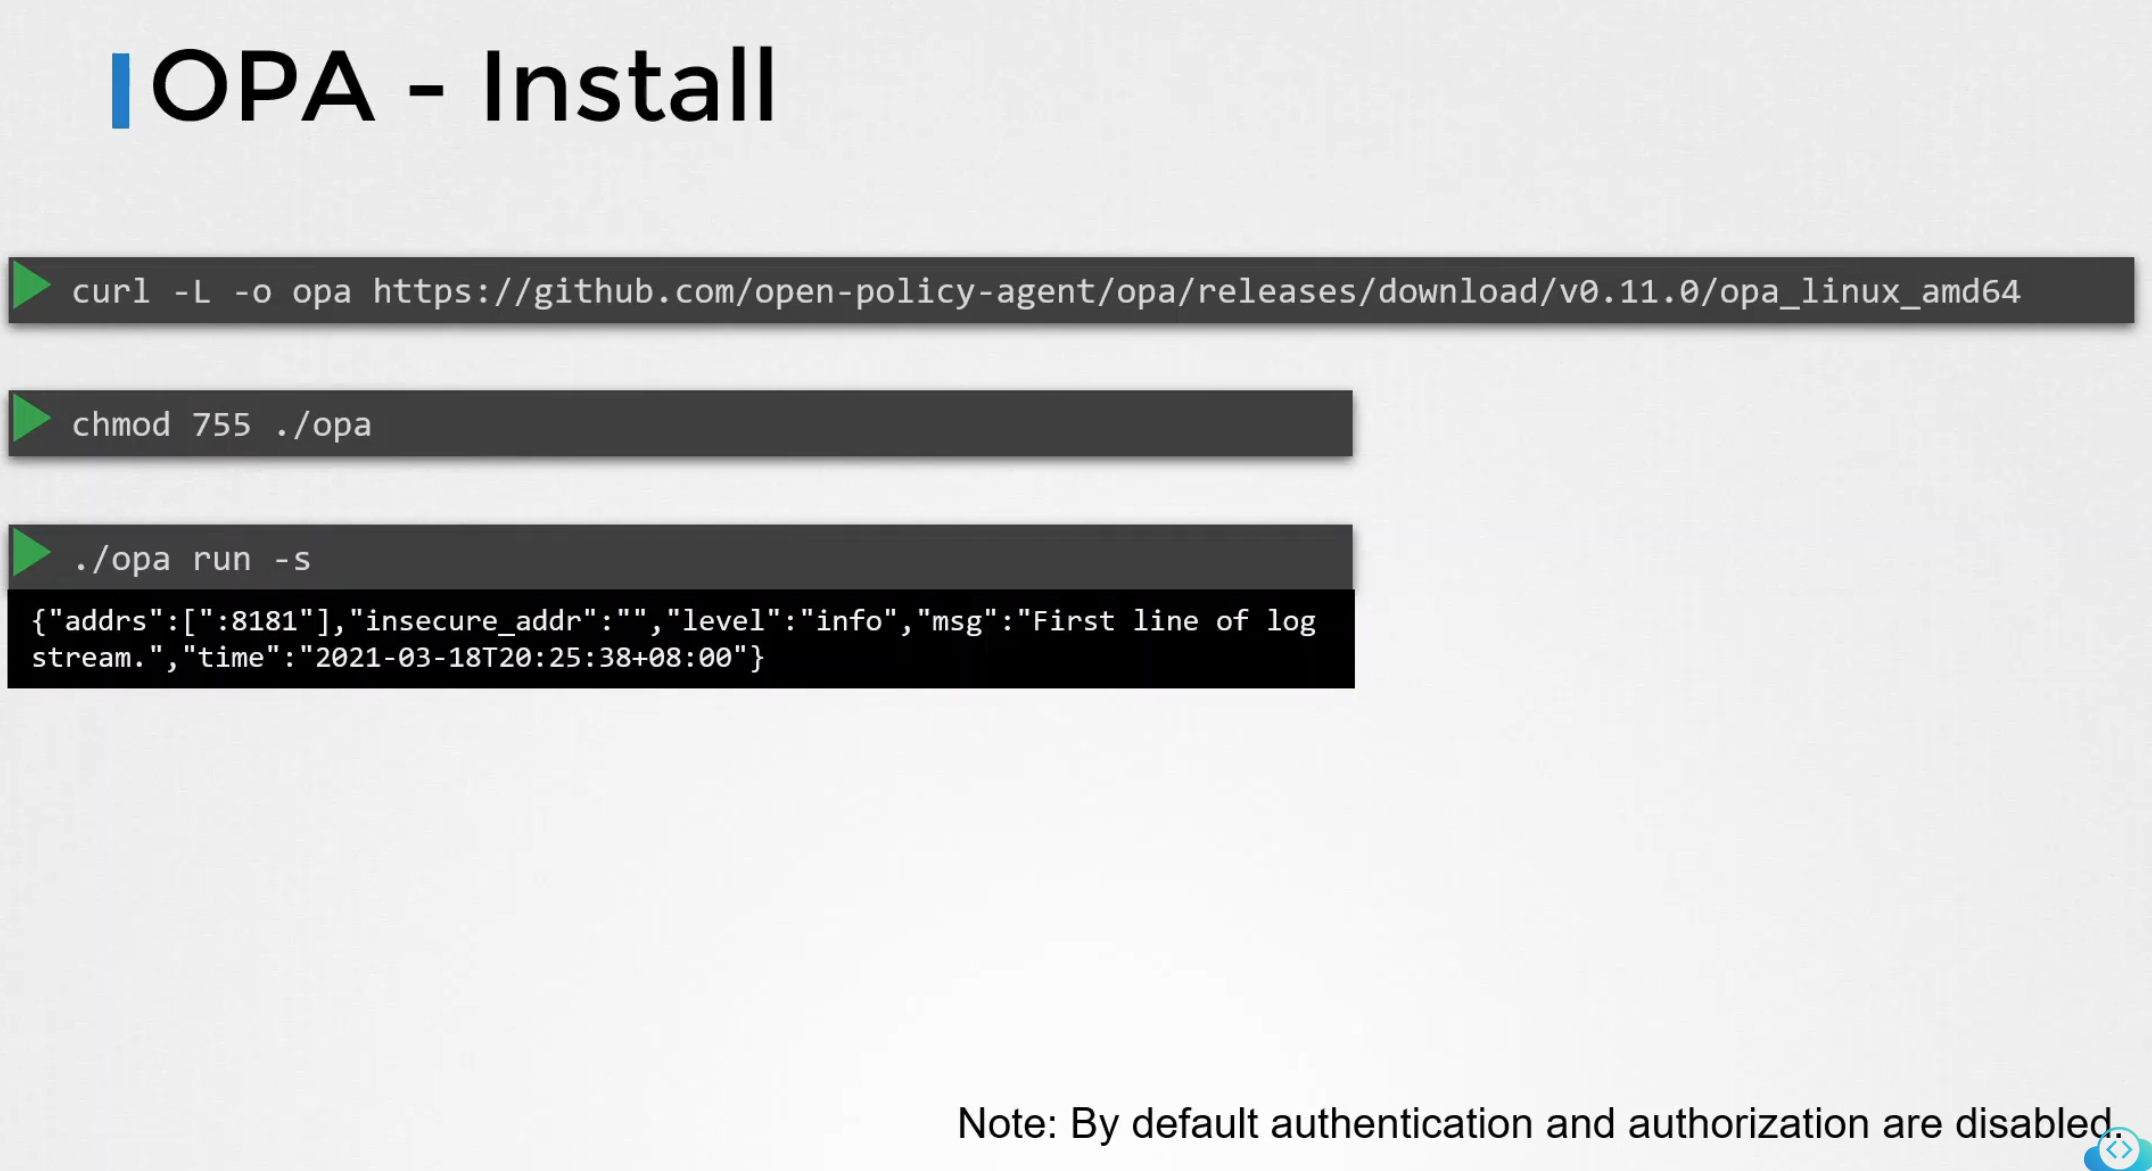 OPA - Install
curl -L -o opa https://github.com/open-policy-agent/opa/releases/download/v0.11.0/opa_linux_amd64
chmod 755 ./opa
./opa run -s
{"addrs":[":8181"],"insecure_addr":"","level":"info","msg":"First line of log
stream.","time":"2021-03-18T20:25:38+08:00"}
Note: By default authentication and authorization are disabled.